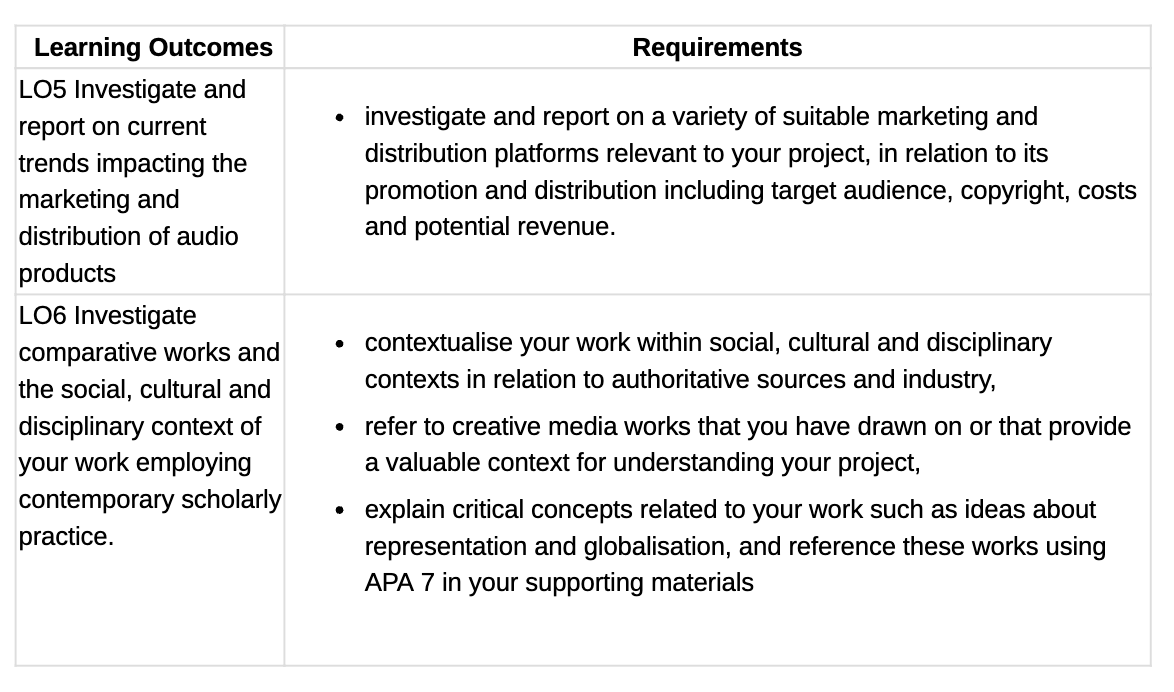 Learning Outcomes
Requirements
LO5 Investigate and
report on current
trends impacting the
marketing and
distribution of audio
products
• investigate and report on a variety of suitable marketing and
distribution platforms relevant to your project, in relation to its
promotion and distribution including target audience, copyright, costs
and potential revenue.
LO6 Investigate
comparative works and
the social, cultural and
disciplinary context of
your work employing
contemporary scholarly
practice.
• contextualise your work within social, cultural and disciplinary
contexts in relation to authoritative sources and industry,
• refer to creative media works that you have drawn on or that provide
a valuable context for understanding your project,
• explain critical concepts related to your work such as ideas about
representation and globalisation, and reference these works using
APA 7 in your supporting materials